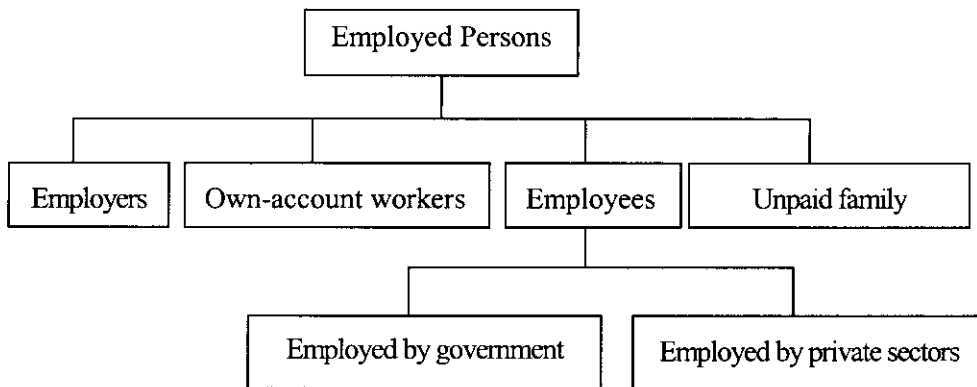 Employed Persons
Employers
Own-account workers
Employees
Unpaid family
Employed by government
Employed by private sectors